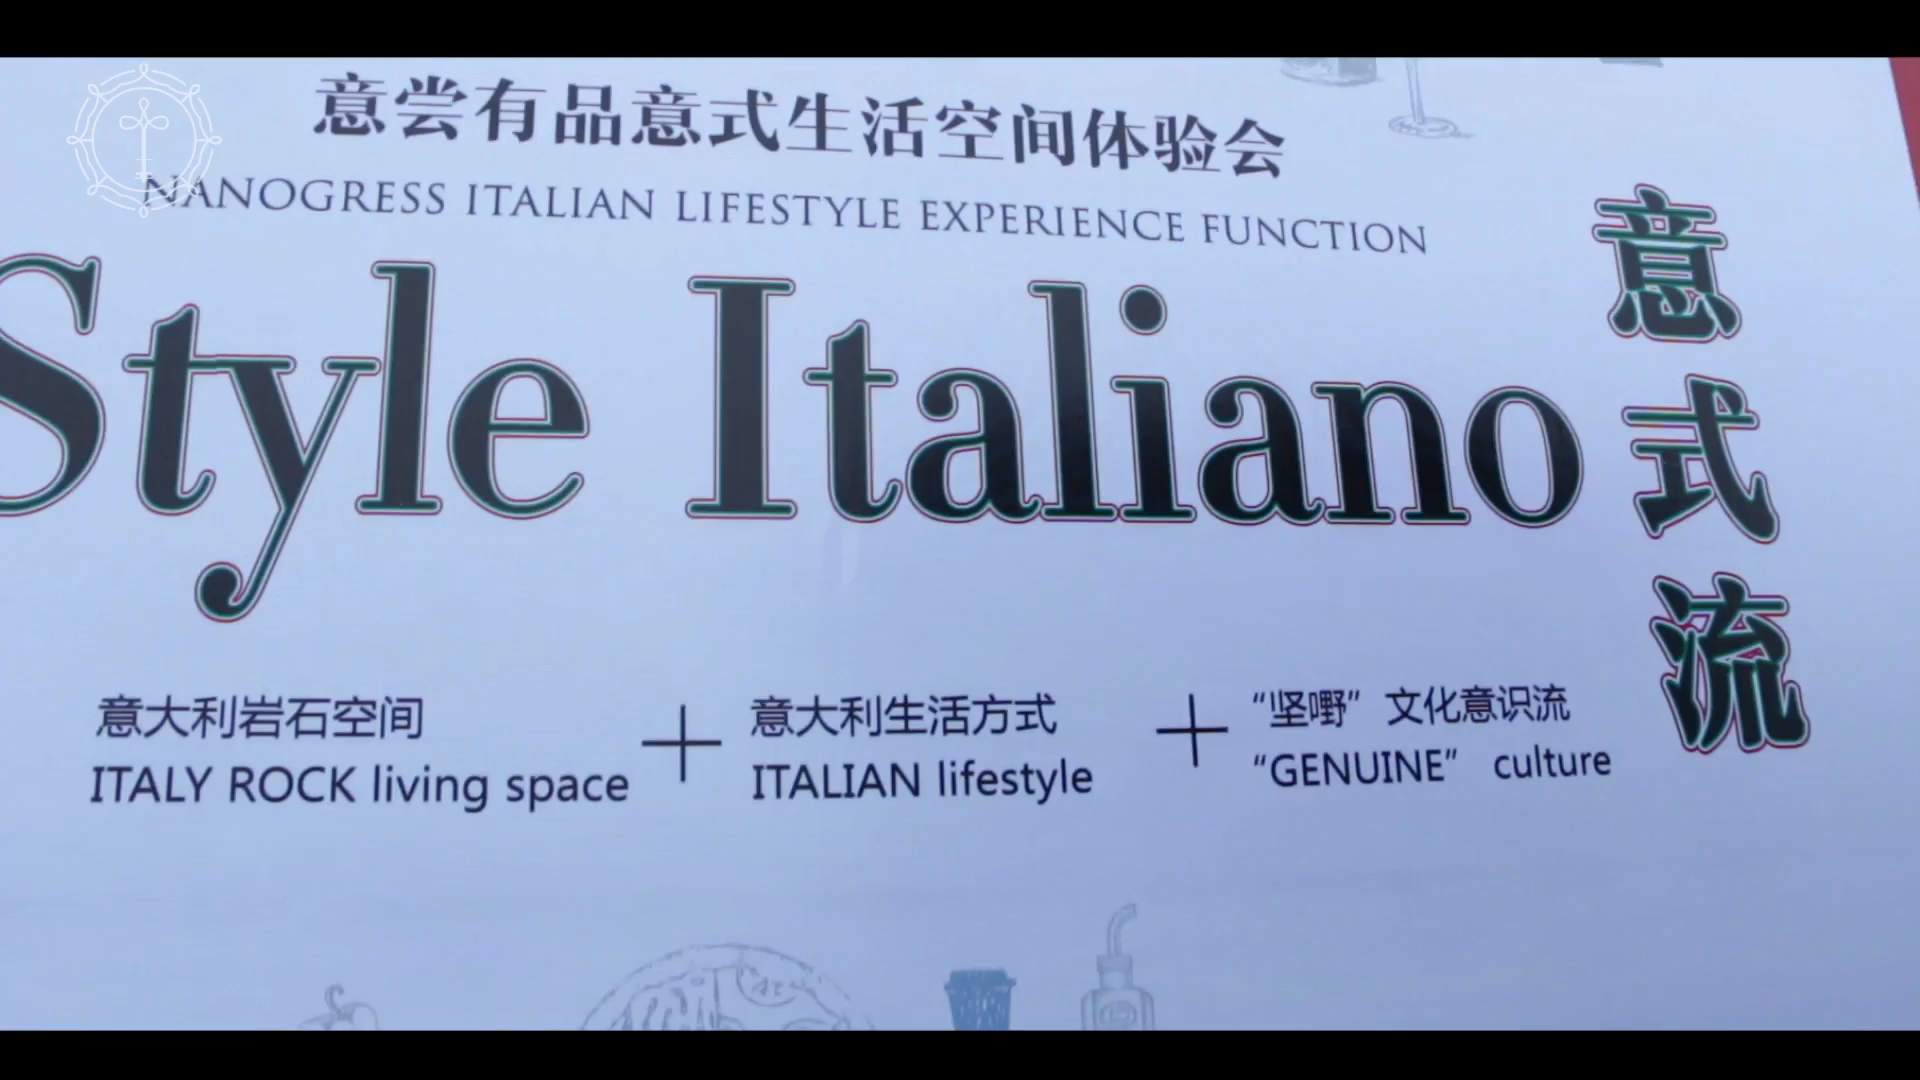 意尝有品意式生活空间体验会
NANOGRESS ITALIAN LIFESTYLE EXPERIENCE FUNCTION
Style Italiano
意式流
意大利岩石空间
ITALY ROCK living space
+
意大利生活方式
ITALIAN lifestyle
+
“坚嘢” 文化意识流
“GENUINE” culture